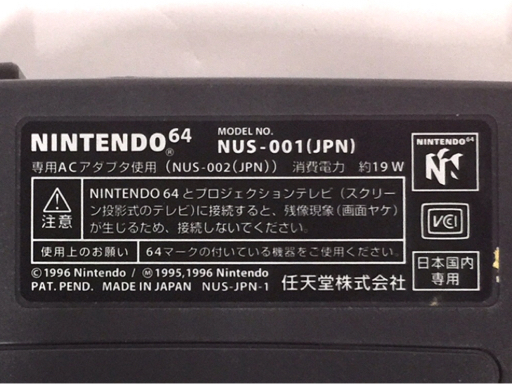 NINTENDO64® MODEL NO. NUS-001(JPN)
専用ACアダプタ使用 (NUS-002(JPN)) 消費電力 約19W
注意
NINTENDO 64 とプロジェクションテレビ (スクリー
ン投影式のテレビ) に接続すると、残像現象 (画面ヤケ)
が生じるため、接続しないでください。
使用上のお願い 64マークの付いている機器をご使用ください。
©1996 Nintendo / Ⓜ 1995,1996 Nintendo
PAT. PEND. MADE IN JAPAN NUS-JPN-1 任天堂株式会社
NINTENDO64
VCI
日本国内
専用